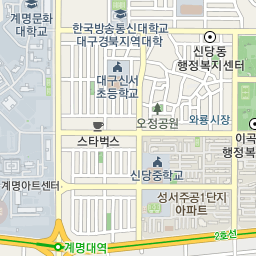 계명문화
대학교
한국방송통신대학교
대구경북지역대학
신당동
행정복지센터
대구신서
초등학교
와룡시장
오정공원
스타벅스
이곡
행정복
신당중학교
계명아트센터
성서주공1단지
아파트
2호선
계명대역